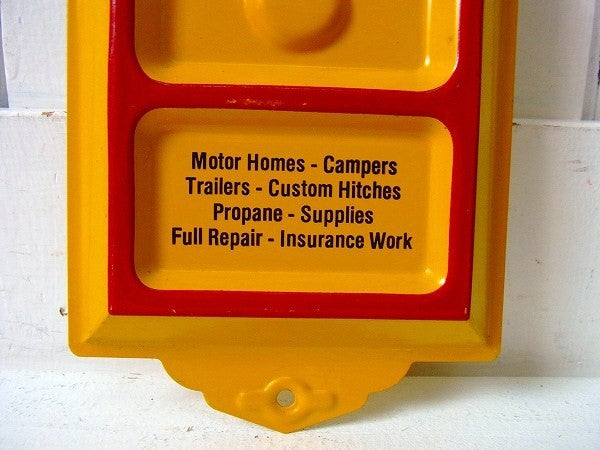 Motor Homes - Campers
Trailers - Custom Hitches
Propane - Supplies
Full Repair - Insurance Work